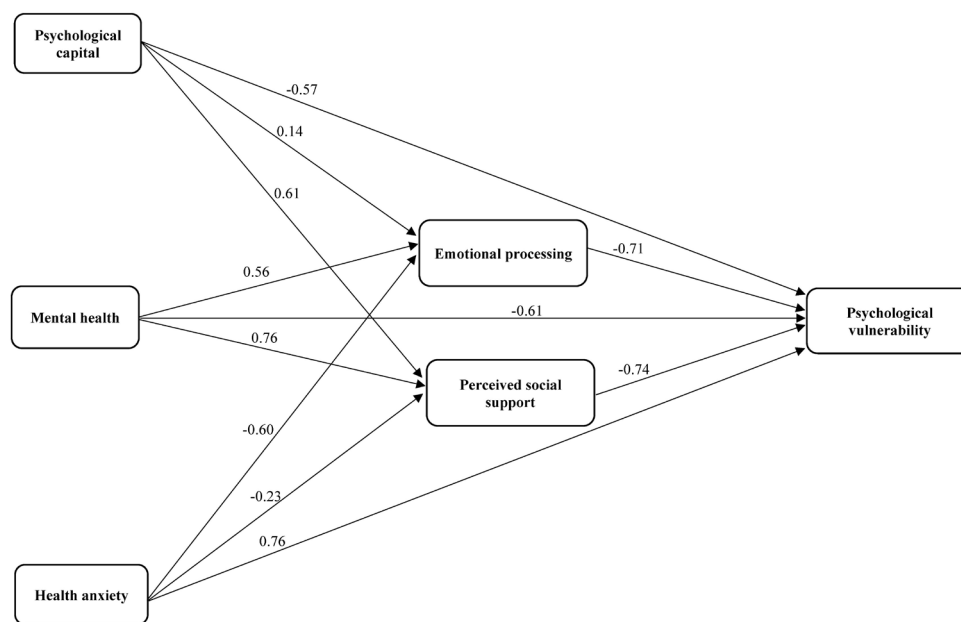 Psychological
capital
-0.57
0.14
0.61
Emotional processing
-0.71
0.56
Mental health
-0.61
Psychological
vulnerability
0.76
Perceived social
support
-0.74
-0.60
-0.23
0.76
Health anxiety